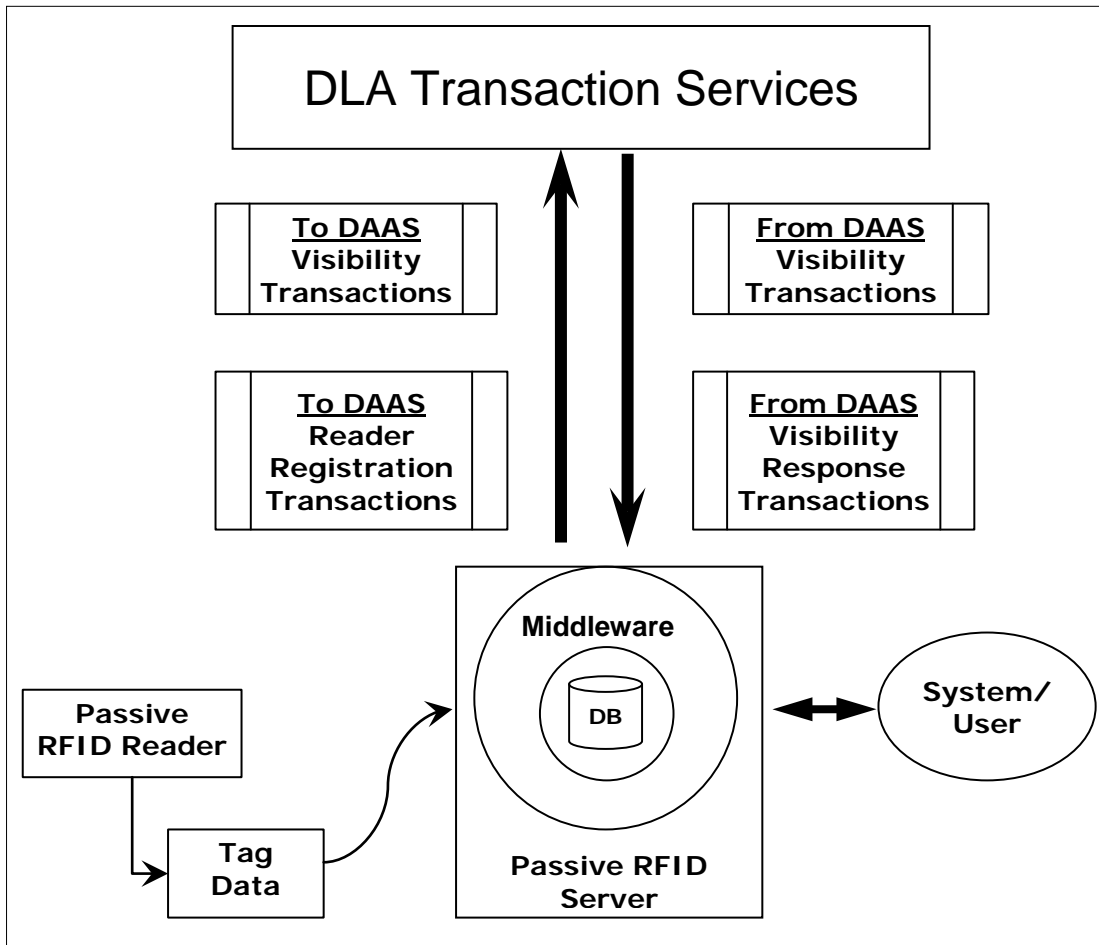 DLA Transaction Services
To DAAS
Visibility
Transactions
From DAAS
Visibility
Transactions
To DAAS
Reader
Registration
Transactions
From DAAS
Visibility
Response
Transactions
Middleware
DB
Passive RFID
Server
System/
User
Passive
RFID Reader
Tag
Data